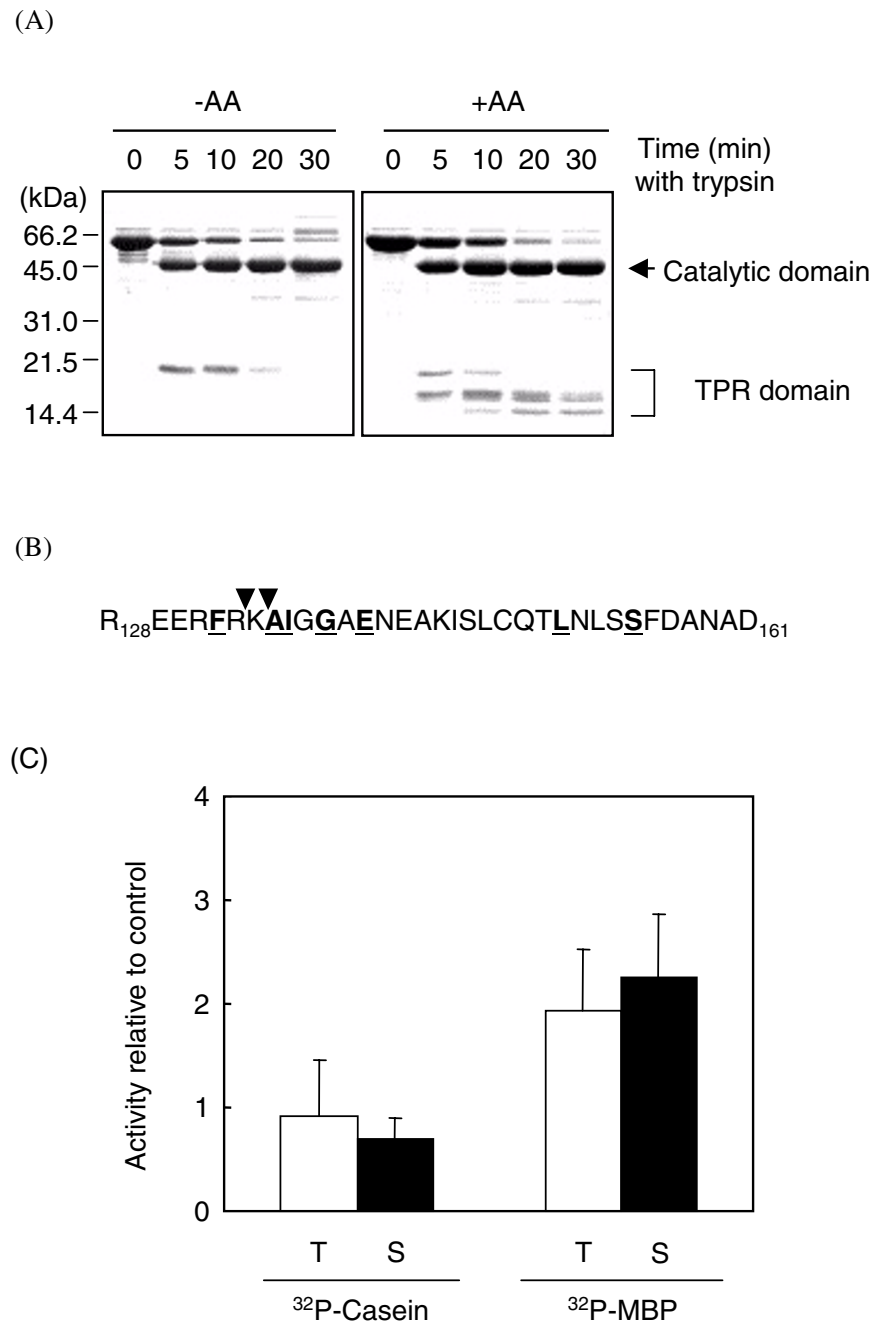 (A)
-AA +AA
0 5 10 20 30 0 5 10 20 30 Time (min)
with trypsin
(kDa)
66.2
45.0 Catalytic domain
31.0
21.5
TPR domain
14.4
(B)
R128EERFRKAIGGAENEAKISLCQTLNLSSFDANAD161
(C)
Activity relative to control
4
3
2
1
0
T S T S
32P-Casein 32P-MBP